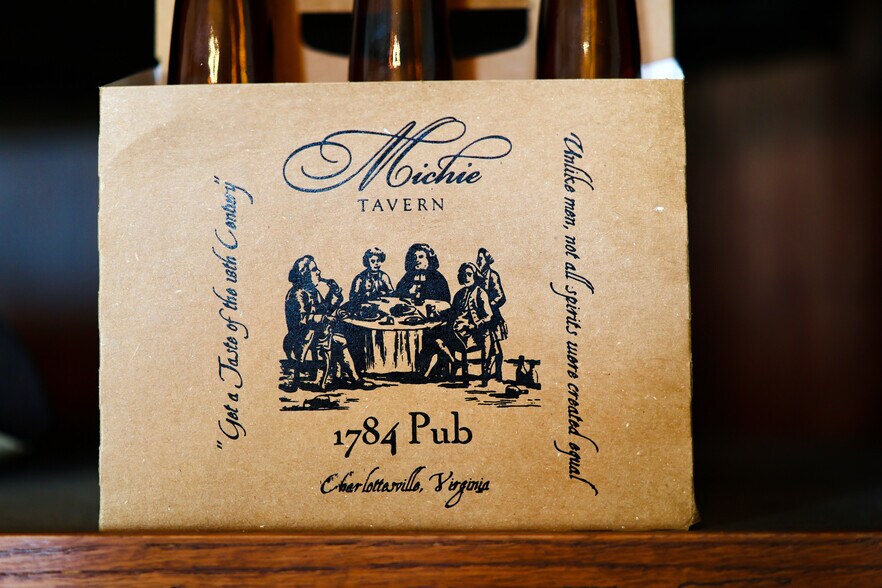 Michie
TAVERN
"Get a Taste of the 18th Century"
Unlike men, not all spirits were created equal
1784 Pub
Charlottesville, Virginia